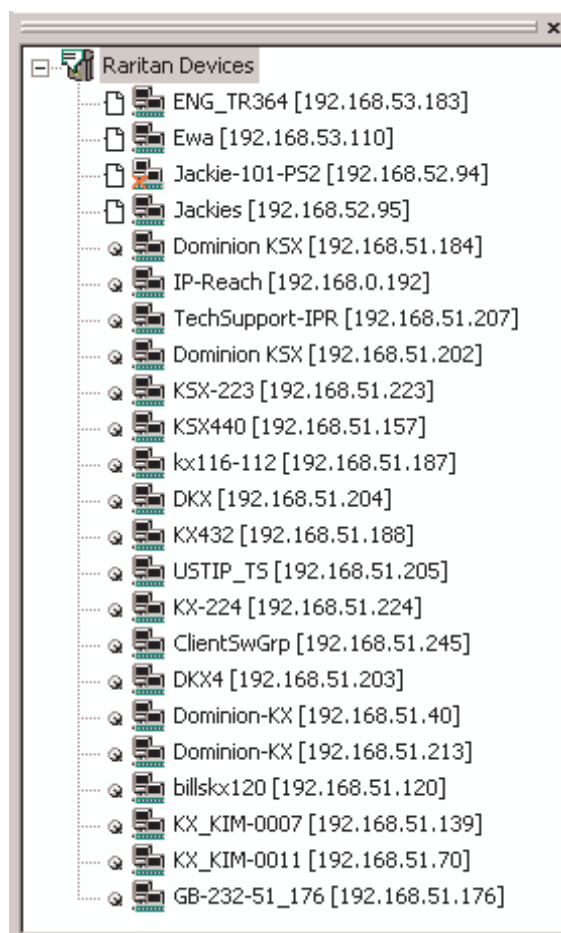 Raritan Devices
ENG_TR364 [192.168.53.183]
Ewa [192.168.53.110]
Jackie-101-PS2 [192.168.52.94]
Jackies [192.168.52.95]
Dominion KSX [192.168.51.184]
IP-Reach [192.168.0.192]
TechSupport-IPR [192.168.51.207]
Dominion KSX [192.168.51.202]
KSX-223 [192.168.51.223]
KSX440 [192.168.51.157]
kx116-112 [192.168.51.187]
DKX [192.168.51.204]
KX432 [192.168.51.188]
USTIP_TS [192.168.51.205]
KX-224 [192.168.51.224]
ClientSwGrp [192.168.51.245]
DKX4 [192.168.51.203]
Dominion-KX [192.168.51.40]
Dominion-KX [192.168.51.213]
billskx120 [192.168.51.120]
KX_KIM-0007 [192.168.51.139]
KX_KIM-0011 [192.168.51.70]
GB-232-51_176 [192.168.51.176]